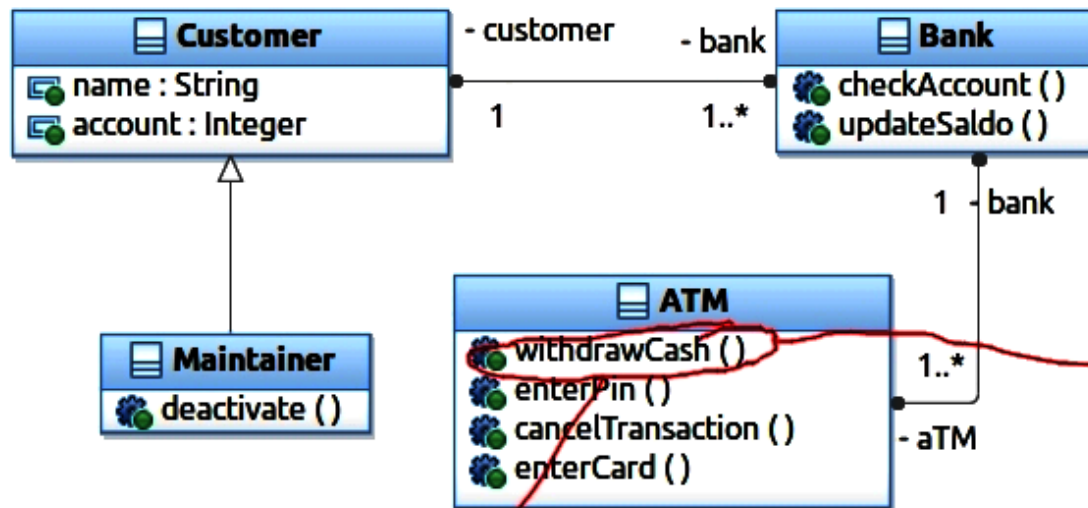 Customer
name : String
account : Integer
- customer
1
- bank
1..*
Bank
checkAccount ( )
updateSaldo ( )
1 - bank
Maintainer
deactivate ( )
ATM
withdrawCash ( )
enterPin ( )
cancelTransaction ( )
enterCard ( )
1..*
- aTM